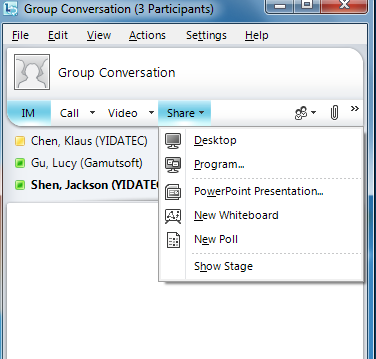 Group Conversation (3 Participants)
File Edit View Actions Settings Help
Group Conversation
IM Call Video Share
Chen, Klaus (YIDATEC)
Gu, Lucy (Gamutsoft)
Shen, Jackson (YIDATEC
Desktop
Program...
PowerPoint Presentation...
New Whiteboard
New Poll
Show Stage